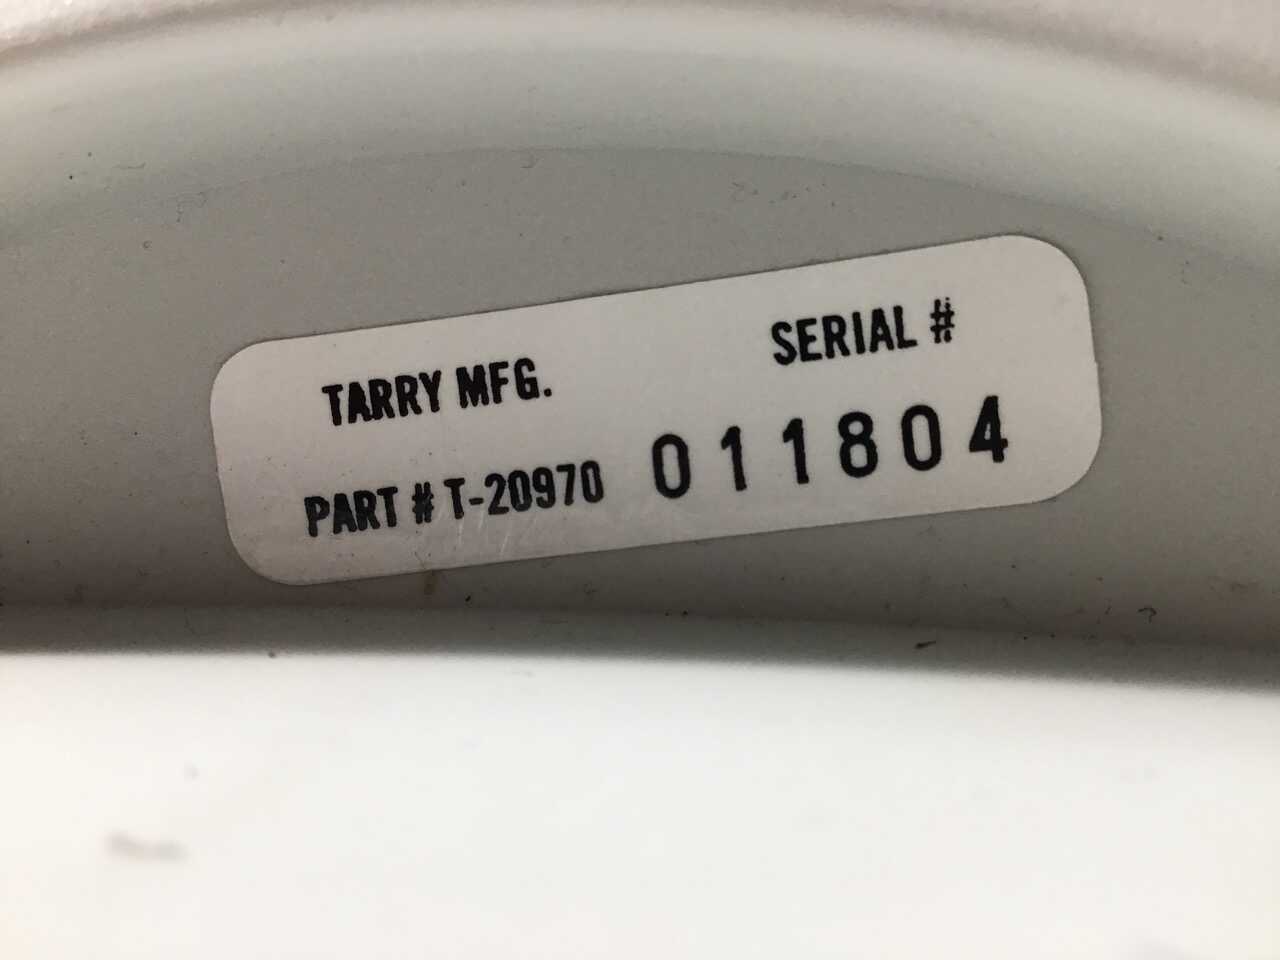 TARRY MFG.
SERIAL #
PART # T-20970
011804